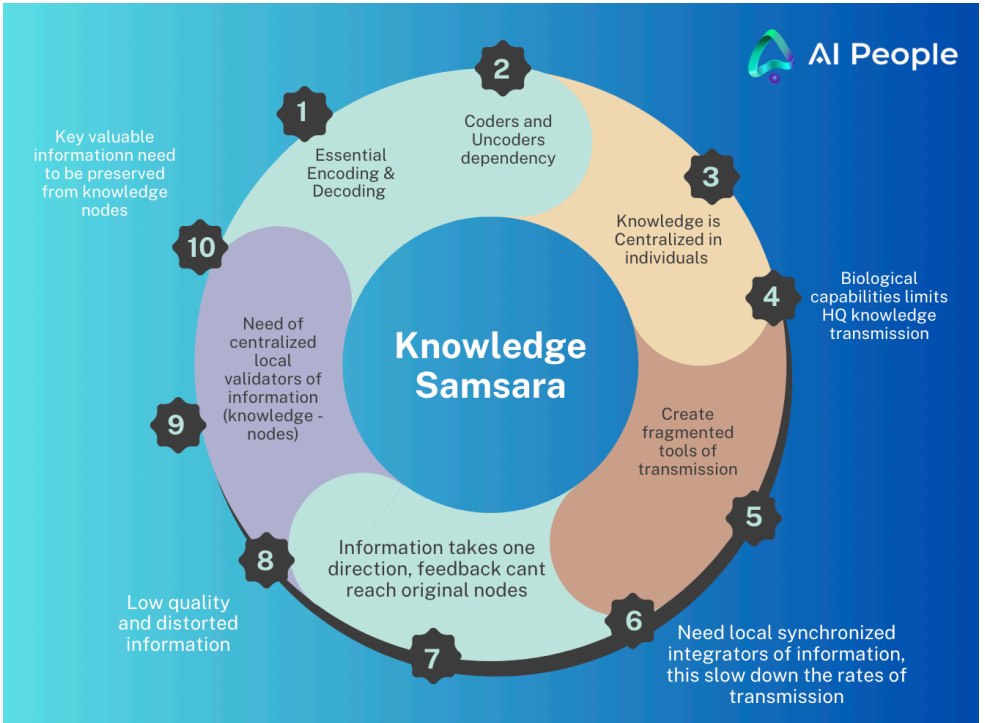 AI People
1
Essential
Encoding &
Decoding
2
Coders and
Uncoders
dependency
3
Knowledge is
Centralized in
individuals
4
Biological
capabilities limits
HQ knowledge
transmission
Create
fragmented
tools of
transmission
5
6
Need local synchronized
integrators of information,
this slow down the rates of
transmission
Information takes one
direction, feedback cant
reach original nodes
7
8
Low quality
and distorted
information
9
Need of
centralized
local
validators of
information
(knowledge -
nodes)
10
Key valuable
informationn need
to be preserved
from knowledge
nodes
Knowledge
Samsara